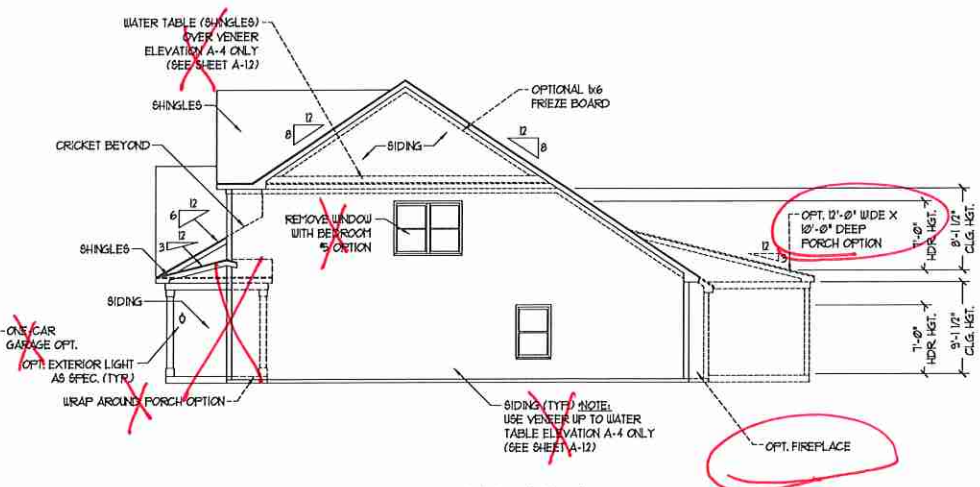 WATER TABLE (SHINGLES)
OVER VENEER
ELEVATION A-4 ONLY
(SEE SHEET A-12)
SHINGLES
12
8
SIDING
OPTIONAL 1x6
FRIEZE BOARD
12
8
CRICKET BEYOND
12
6
12
3
SHINGLES
REMOVE WINDOW
WITH BEDROOM
#5 OPTION
OPT. 12'-0" WIDE X
10'-0" DEEP
PORCH OPTION
12
3
7'-0"
HDR. HGT.
8'-1 1/2"
CLG. HGT.
SIDING
ONE-CAR
GARAGE OPT.
OPT. EXTERIOR LIGHT
AS SPEC. (TYP.)
WRAP AROUND PORCH OPTION
7'-0"
HDR. HGT.
9'-1 1/2"
CLG. HGT.
SIDING (TYP.) *NOTE:
USE VENEER UP TO WATER
TABLE ELEVATION A-4 ONLY
(SEE SHEET A-12)
OPT. FIREPLACE